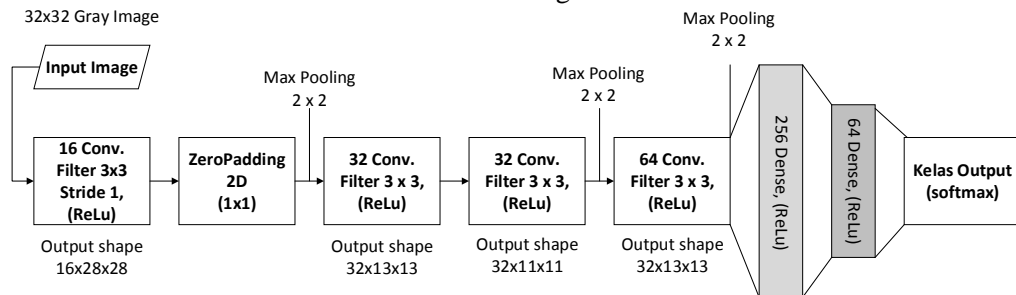 32x32 Gray Image
Input Image
16 Conv.
Filter 3x3
Stride 1,
(ReLu)
Output shape
16x28x28
ZeroPadding
2D
(1x1)
Max Pooling
2 x 2
32 Conv.
Filter 3 x 3,
(ReLu)
Output shape
32x13x13
32 Conv.
Filter 3 x 3,
(ReLu)
Output shape
32x11x11
Max Pooling
2 x 2
64 Conv.
Filter 3 x 3,
(ReLu)
Output shape
32x13x13
Max Pooling
2 x 2
256 Dense, (ReLu)
64 Dense, (ReLu)
Kelas Output
(softmax)